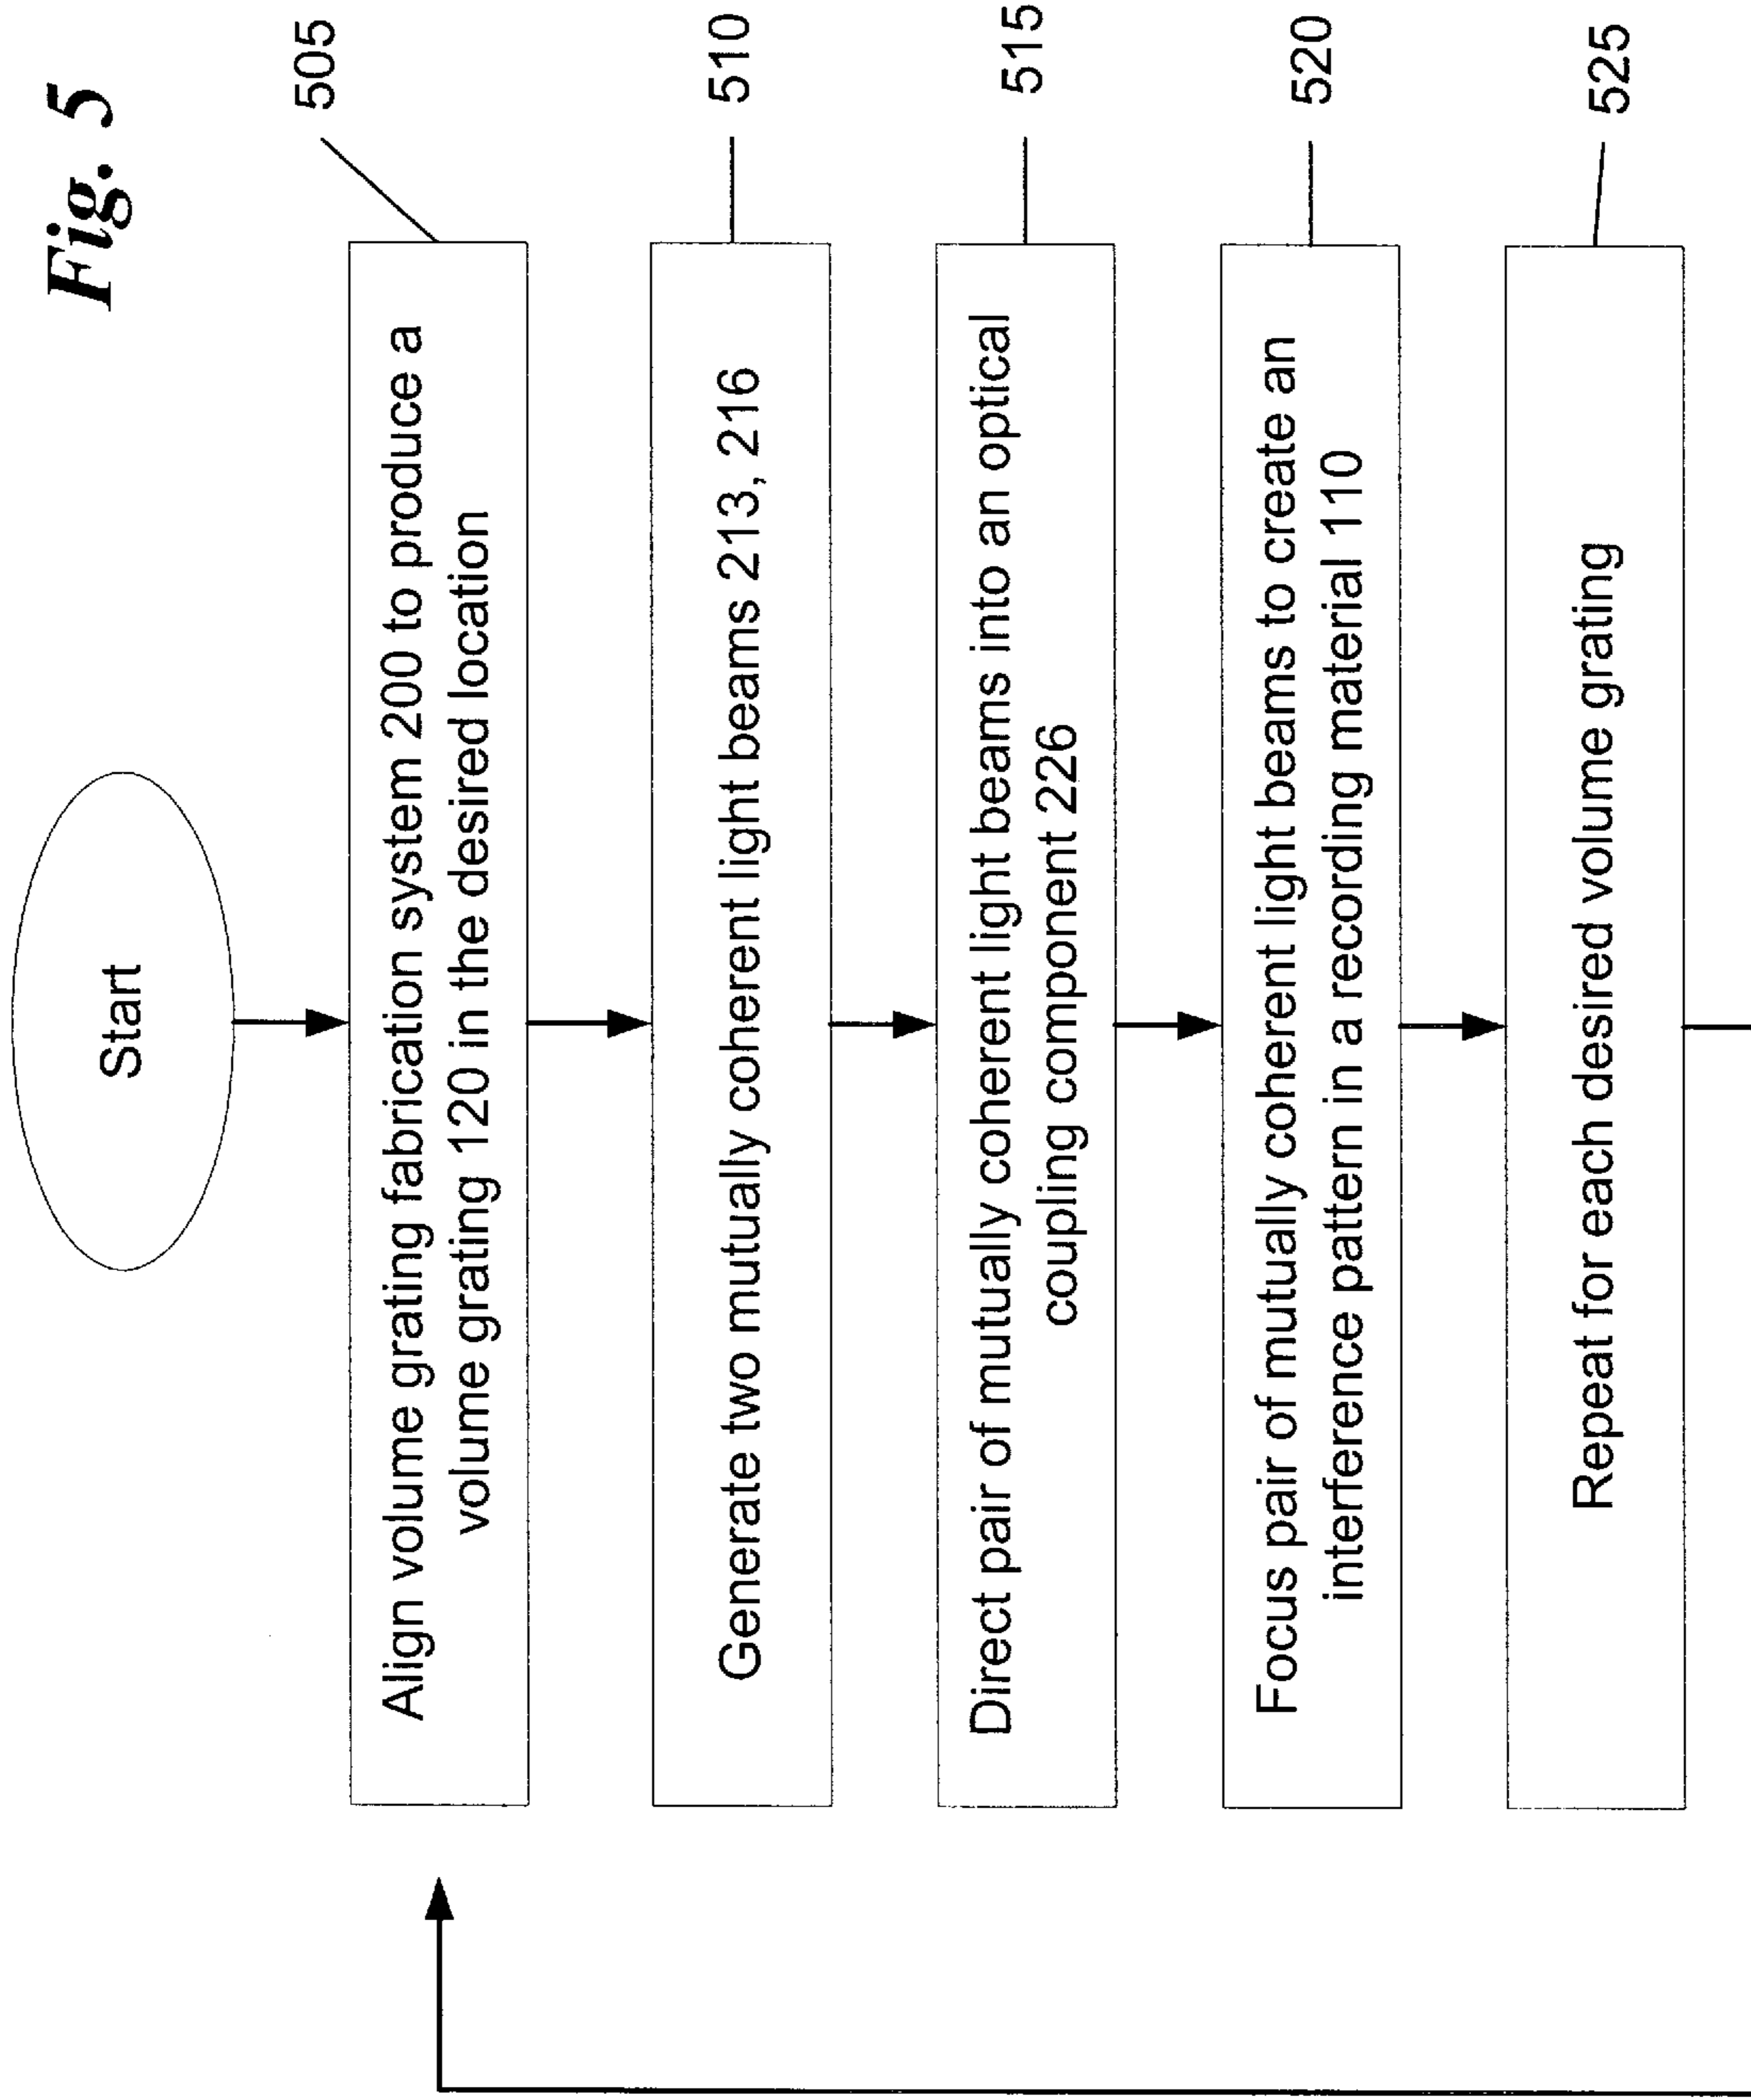 Fig. 5
Start
505
Align volume grating fabrication system 200 to produce a
volume grating 120 in the desired location
510
Generate two mutually coherent light beams 213, 216
515
Direct pair of mutually coherent light beams into an optical
coupling component 226
520
Focus pair of mutually coherent light beams to create an
interference pattern in a recording material 110
525
Repeat for each desired volume grating